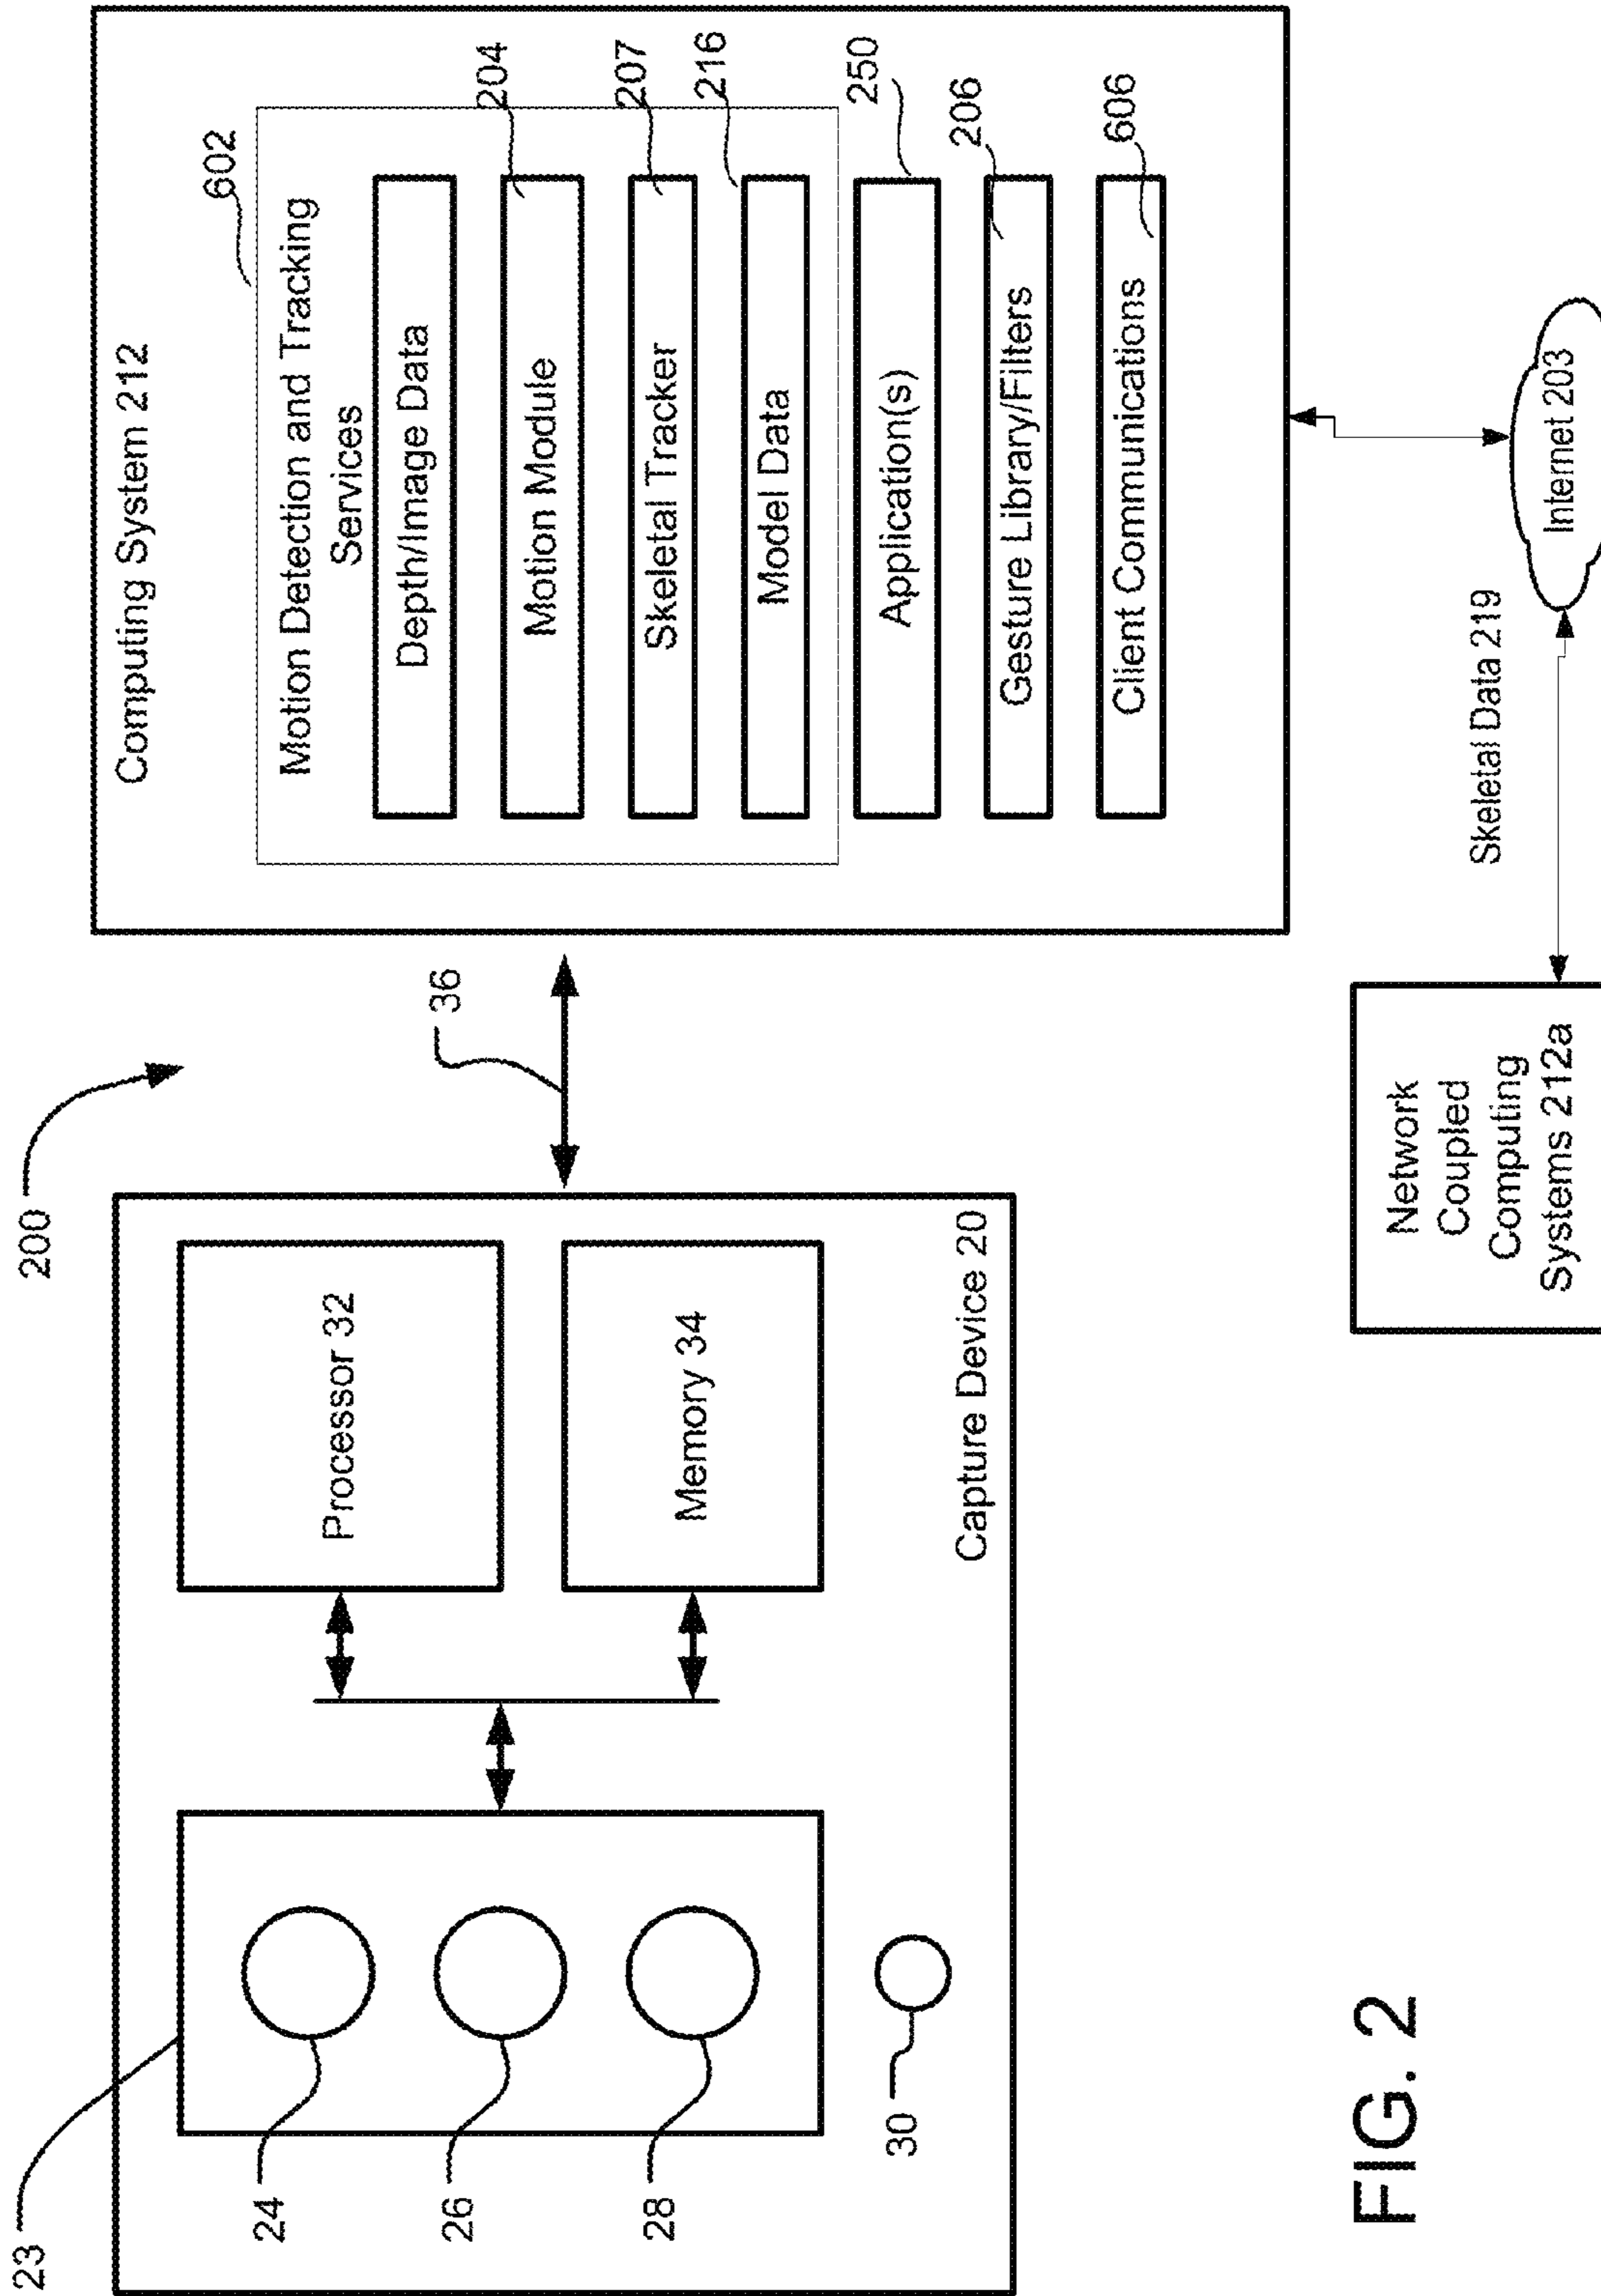 200
23
24
26
28
30
Processor 32
Memory 34
Capture Device 20
36
Computing System 212
602
Motion Detection and Tracking
Services
Depth/Image Data
Motion Module
204
Skeletal Tracker
207
Model Data
216
Application(s)
250
Gesture Library/Filters
206
Client Communications
606
Network
Coupled
Computing
Systems 212a
Skeletal Data 219
Internet 203
FIG. 2